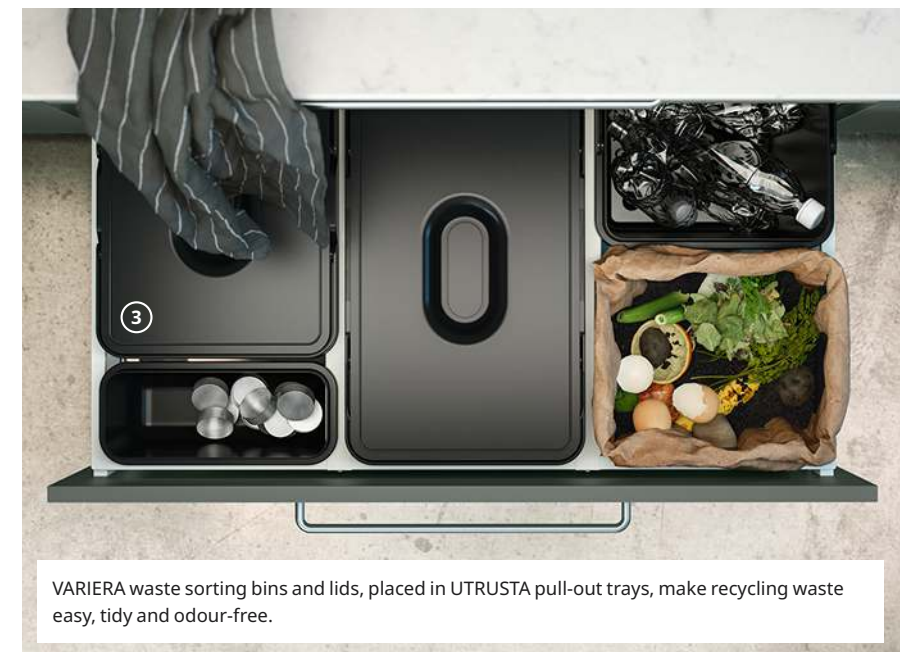 3
VARIERA waste sorting bins and lids, placed in UTRUSTA pull-out trays, make recycling waste
easy, tidy and odour-free.